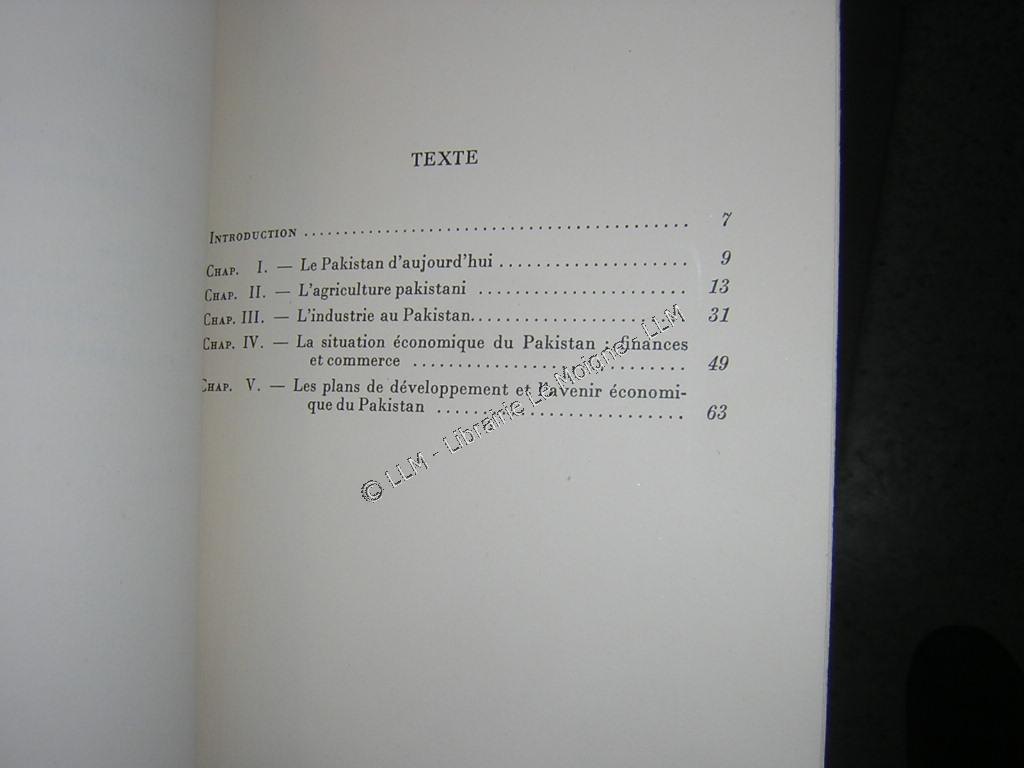 TEXTE
INTRODUCTION ........................................ 7
CHAP. I. — Le Pakistan d'aujourd'hui .................... 9
CHAP. II. — L'agriculture pakistani ...................... 13
CHAP. III. — L'industrie au Pakistan....................... 31
CHAP. IV. — La situation économique du Pakistan : finances
et commerce ............................. 49
CHAP. V. — Les plans de développement et l'avenir économi-
que du Pakistan .......................... 63
© LLM - Librairie Le Moigne - LLM